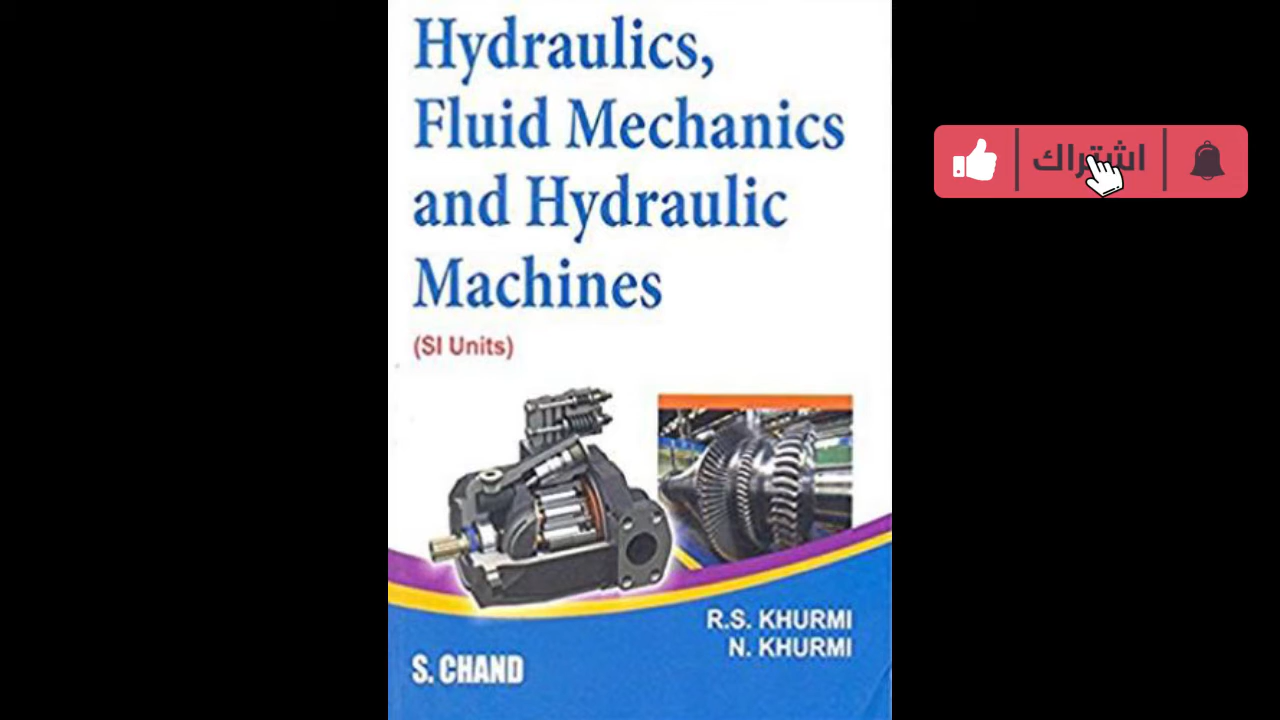 Hydraulics,
Fluid Mechanics
and Hydraulic
Machines
(SI Units)
R.S. KHURMI
N. KHURMI
S. CHAND
اشتراك